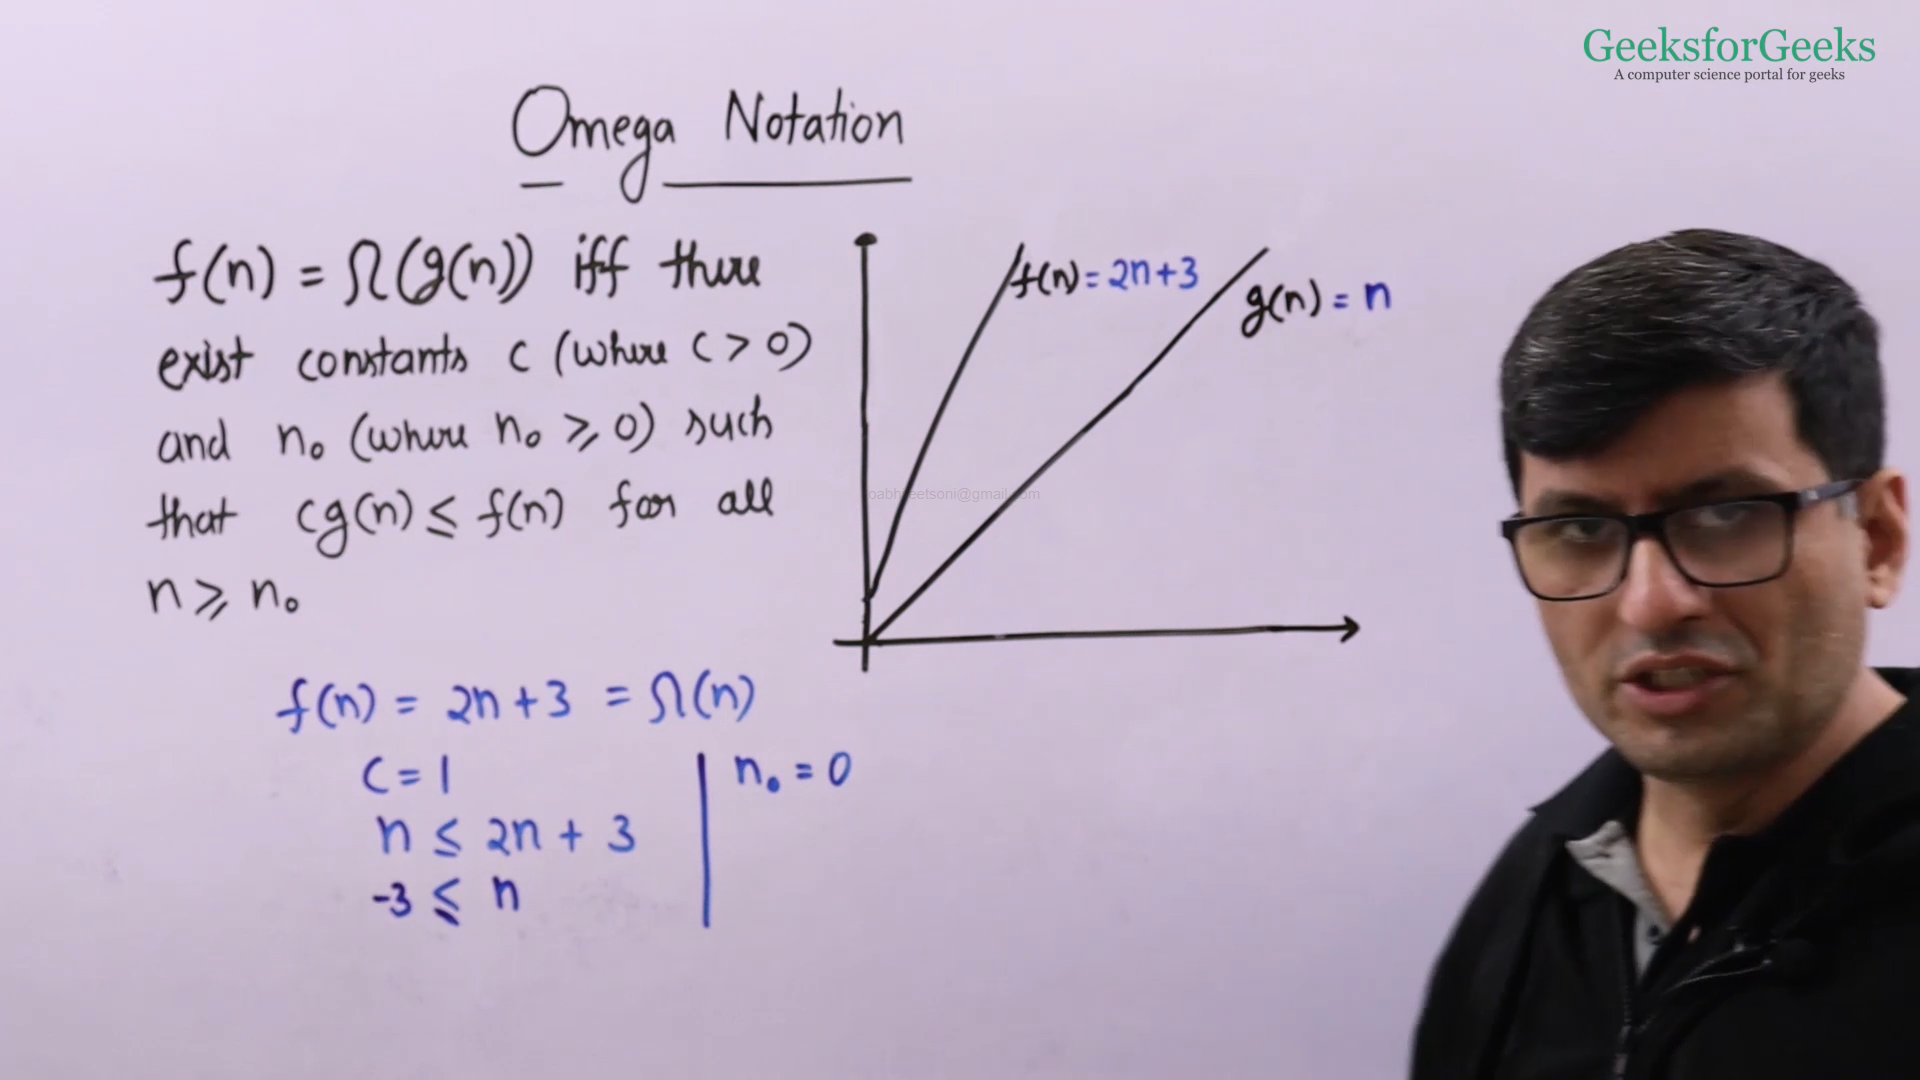 GeeksforGeeks
A computer science portal for geeks
Omega Notation
f(n) = Ω(g(n)) iff there
exist constants c (where c > 0)
and n₀ (where n₀ ≥ 0) such
that cg(n) ≤ f(n) for all
n ≥ n₀
f(n) = 2n+3
g(n) = n
f(n) = 2n+3 = Ω(n)
c = 1
n₀ = 0
n ≤ 2n + 3
-3 ≤ n